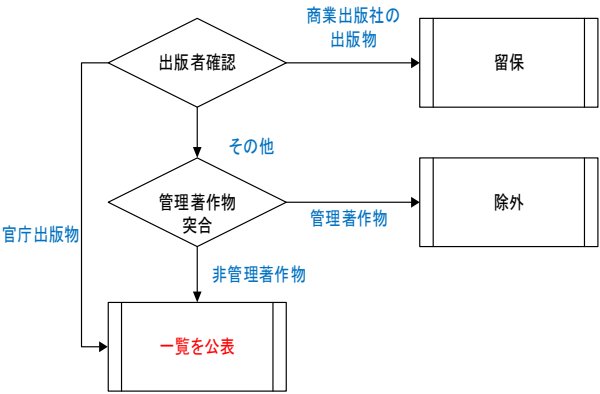 商業出版社の
出版物
出版者確認
留保
その他
管理著作物
突合
除外
管理著作物
官庁出版物
非管理著作物
一覧を公表